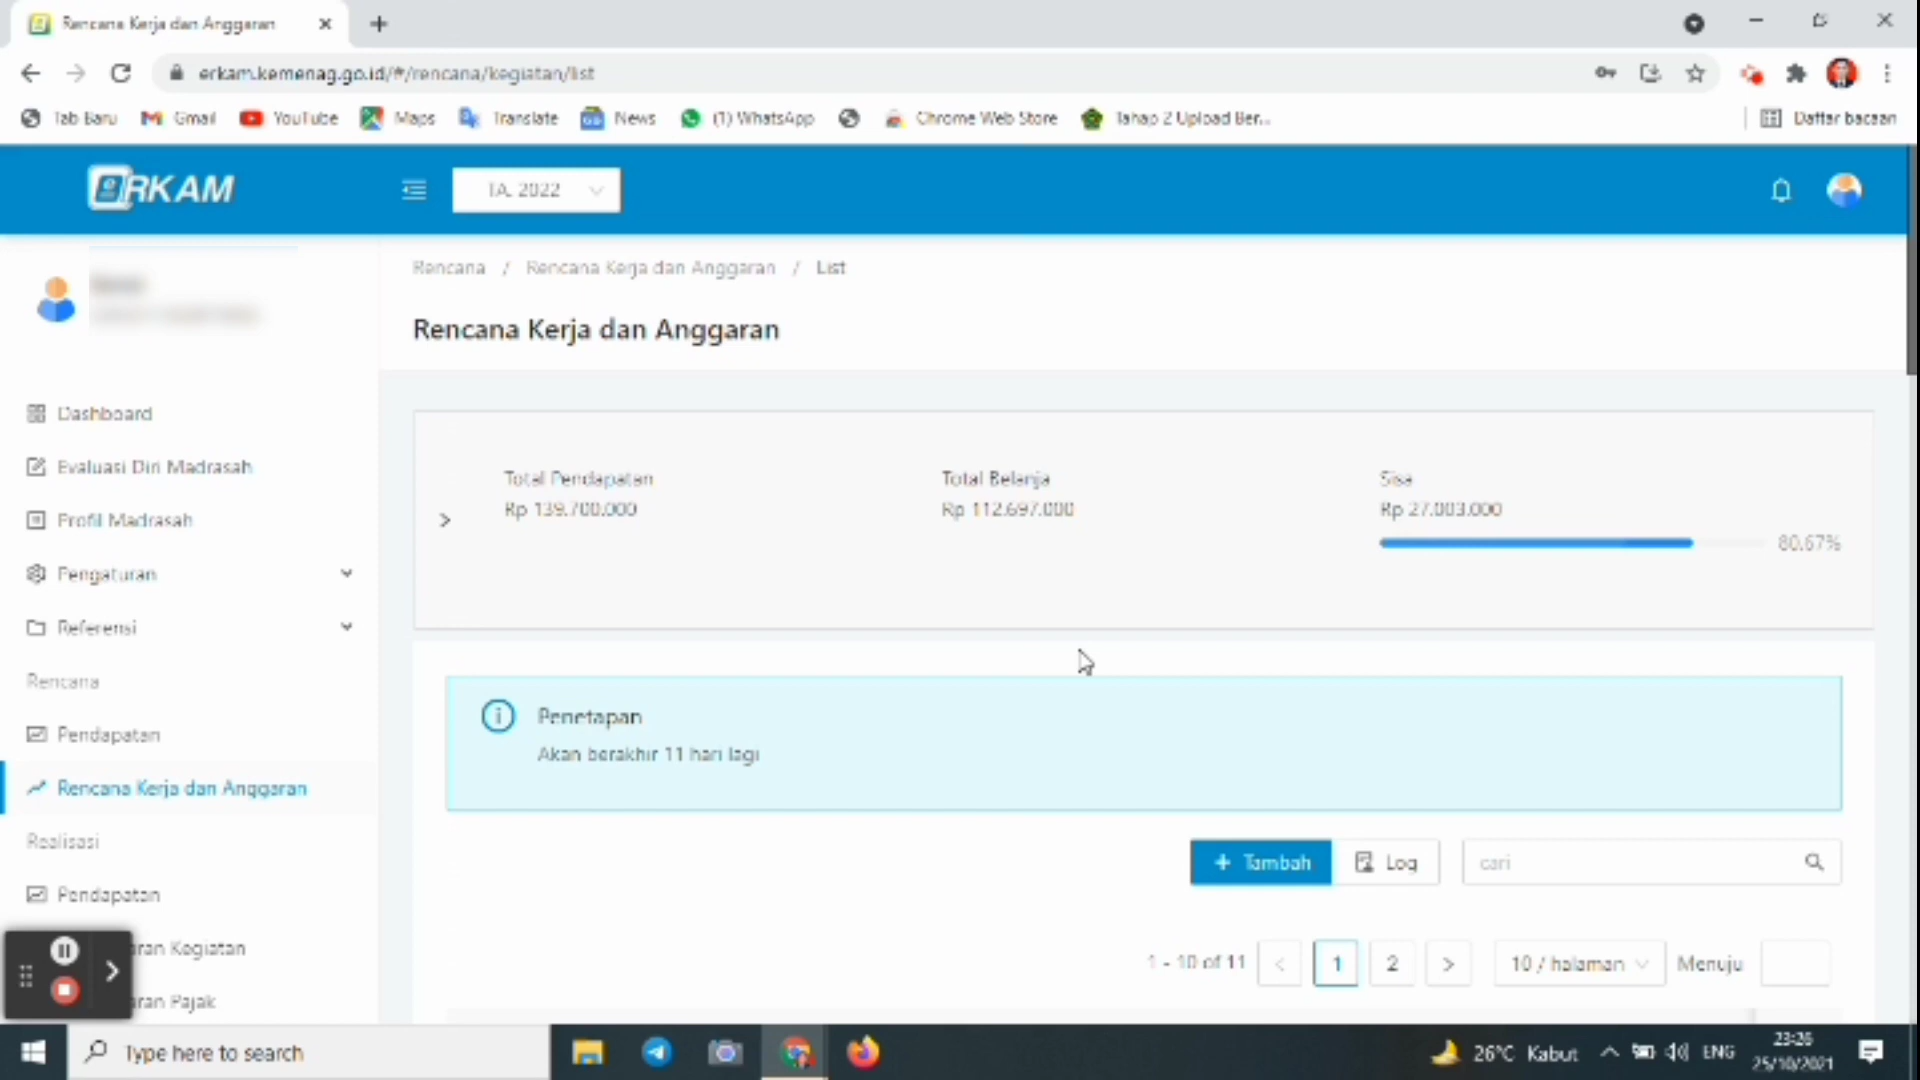 Rencana Kerja dan Anggaran
erkam.kemenag.go.id/#/rencana/kegiatan/list
Tab Baru Gmail YouTube Maps Translate News (1) WhatsApp Chrome Web Store Tahap 2 Upload Ber... Daftar bacaan
eRKAM TA. 2022
Rencana / Rencana Kerja dan Anggaran / List
Rencana Kerja dan Anggaran
Dashboard
Evaluasi Diri Madrasah
Profil Madrasah
Pengaturan
Referensi
Rencana
Pendapatan
Rencana Kerja dan Anggaran
Realisasi
Pendapatan
aran Kegiatan
aran Pajak
Total Pendapatan
Rp 139.700.000
Total Belanja
Rp 112.697.000
Sisa
Rp 27.003.000
80.67%
Penetapan
Akan berakhir 11 hari lagi
+ Tambah Log cari
1 - 10 of 11 < 1 2 > 10 / halaman Menuju
Type here to search
26°C Kabut ENG
23:26
25/10/2021